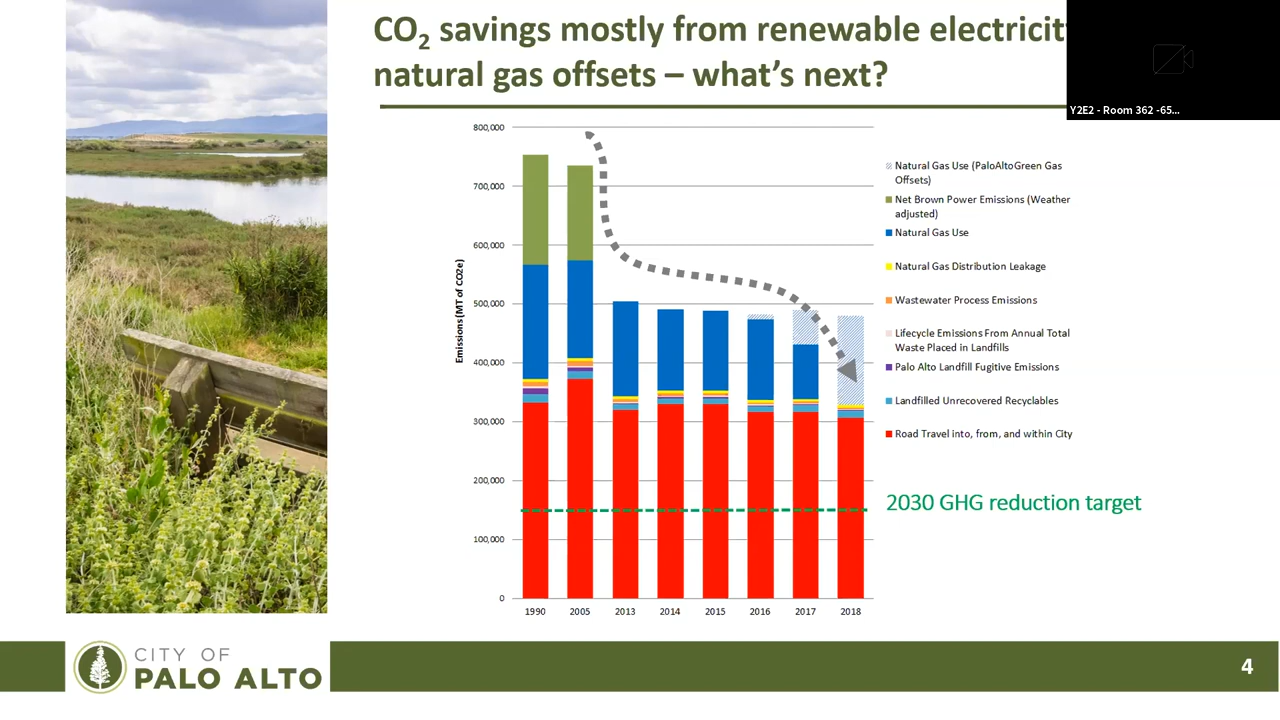 CO2 savings mostly from renewable electricity
natural gas offsets – what's next?
Y2E2 - Room 362 -65...
800,000
700,000
600,000
500,000
400,000
300,000
200,000
100,000
0
Emissions (MT of CO2e)
1990 2005 2013 2014 2015 2016 2017 2018
Natural Gas Use (PaloAltoGreen Gas
Offsets)
Net Brown Power Emissions (Weather
adjusted)
Natural Gas Use
Natural Gas Distribution Leakage
Wastewater Process Emissions
Lifecycle Emissions From Annual Total
Waste Placed in Landfills
Palo Alto Landfill Fugitive Emissions
Landfilled Unrecovered Recyclables
Road Travel into, from, and within City
2030 GHG reduction target
CITY OF
PALO ALTO
4